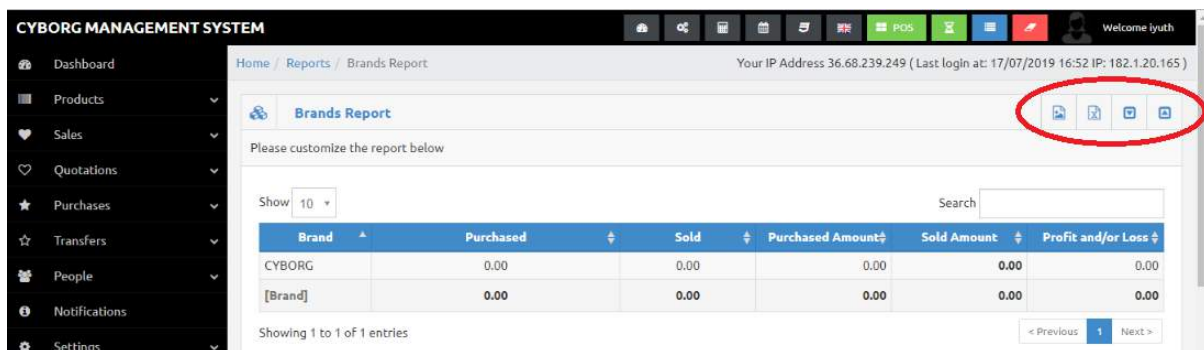 CYBORG MANAGEMENT SYSTEM
POS
Welcome iyuth
Dashboard
Products
Sales
Quotations
Purchases
Transfers
People
Notifications
Settings
Home / Reports / Brands Report
Your IP Address 36.68.239.249 ( Last login at: 17/07/2019 16:52 IP: 182.1.20.165 )
Brands Report
Please customize the report below
Show 10
Search
Brand Purchased Sold Purchased Amount Sold Amount Profit and/or Loss
CYBORG 0.00 0.00 0.00 0.00 0.00
[Brand] 0.00 0.00 0.00 0.00 0.00
Showing 1 to 1 of 1 entries
< Previous 1 Next >